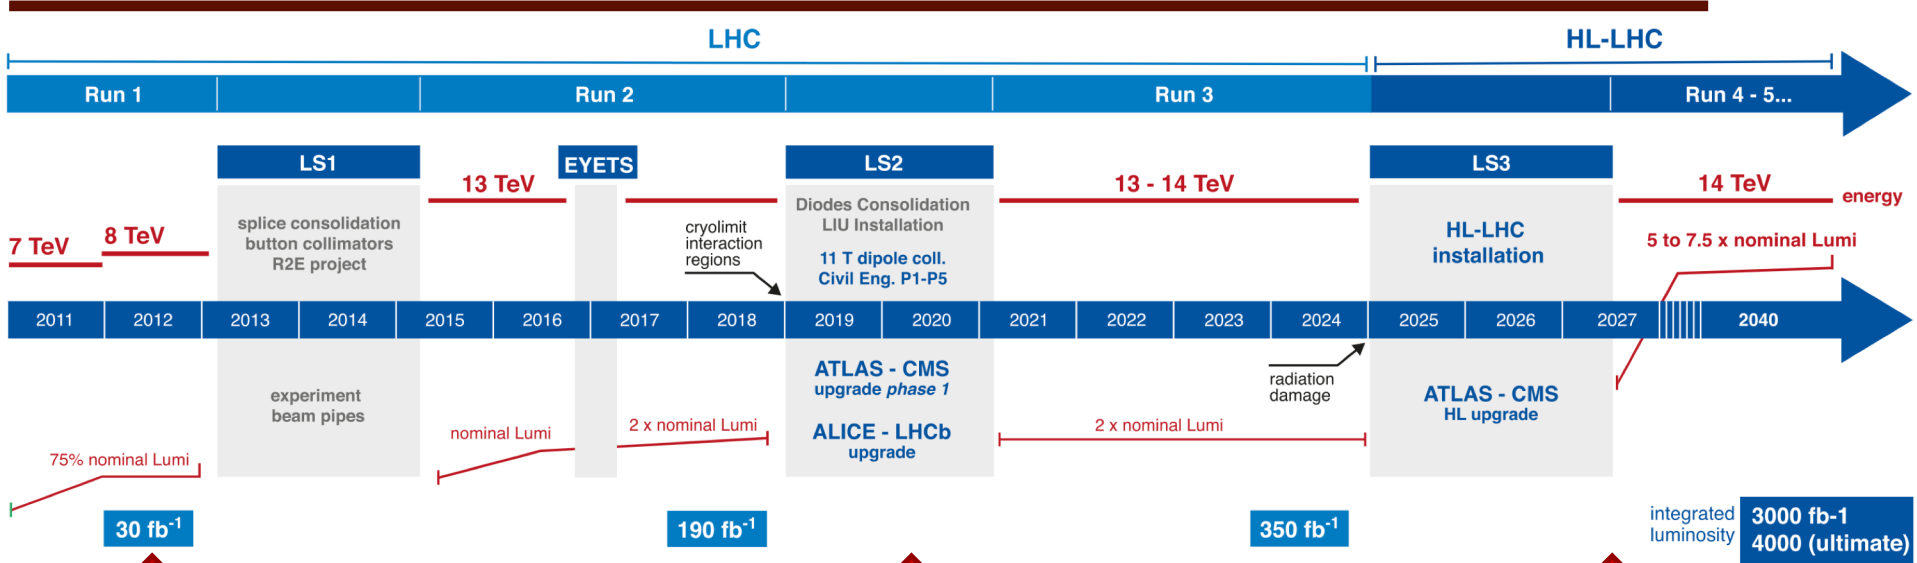 LHC
HL-LHC
Run 1
Run 2
Run 3
Run 4 - 5...
LS1
EYETS
LS2
LS3
13 TeV
13 - 14 TeV
14 TeV
energy
7 TeV
8 TeV
splice consolidation
button collimators
R2E project
cryolimit
interaction
regions
Diodes Consolidation
LIU Installation
11 T dipole coll.
Civil Eng. P1-P5
HL-LHC
installation
5 to 7.5 x nominal Lumi
2011 2012 2013 2014 2015 2016 2017 2018 2019 2020 2021 2022 2023 2024 2025 2026 2027 2040
experiment
beam pipes
ATLAS - CMS
upgrade phase 1
ALICE - LHCb
upgrade
radiation
damage
ATLAS - CMS
HL upgrade
75% nominal Lumi
nominal Lumi
2 x nominal Lumi
2 x nominal Lumi
30 fb-1
190 fb-1
350 fb-1
integrated
luminosity
3000 fb-1
4000 (ultimate)